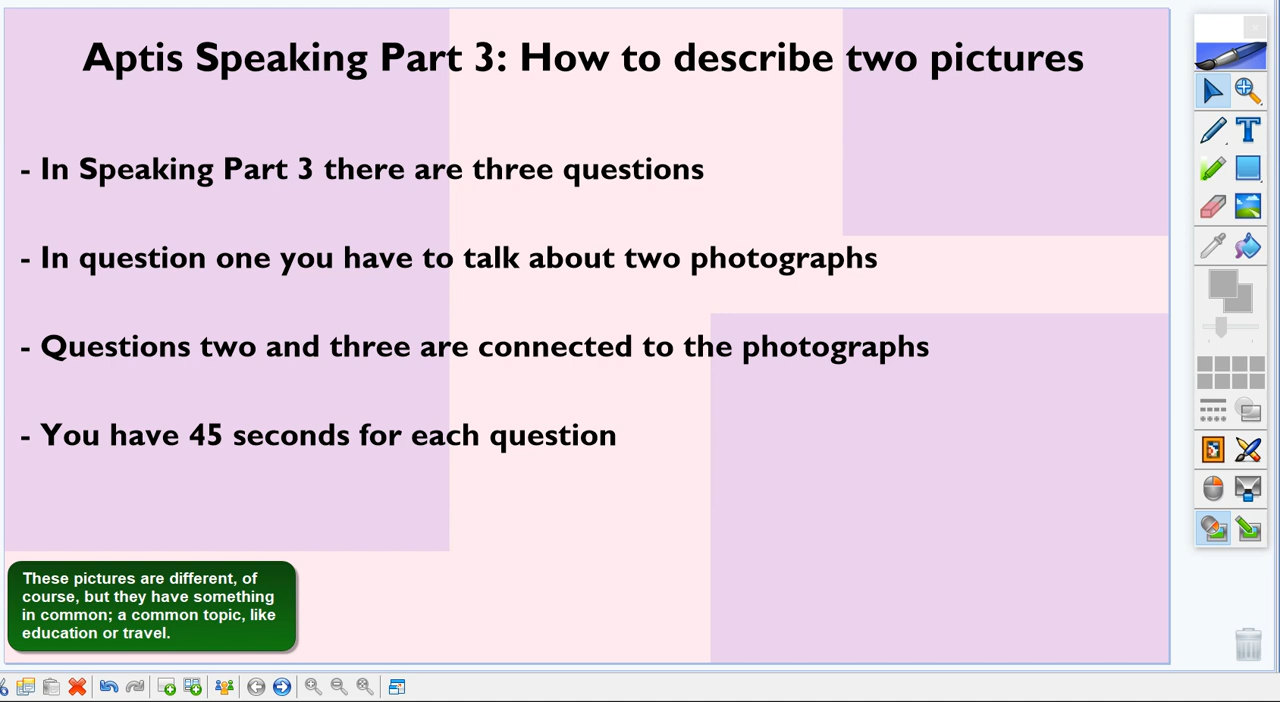 Aptis Speaking Part 3: How to describe two pictures
- In Speaking Part 3 there are three questions
- In question one you have to talk about two photographs
- Questions two and three are connected to the photographs
- You have 45 seconds for each question
These pictures are different, of
course, but they have something
in common; a common topic, like
education or travel.